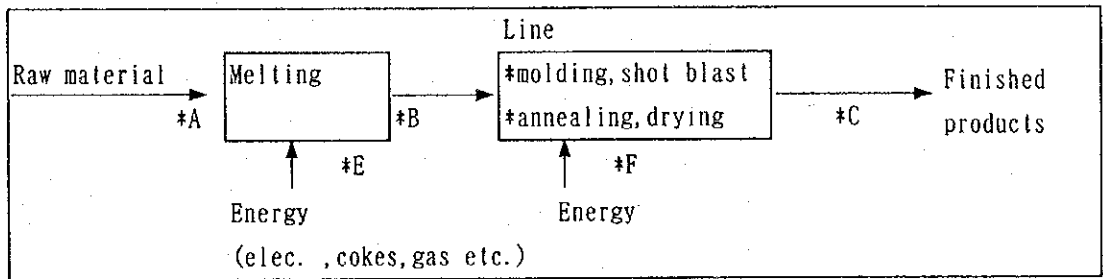 Line
Raw material
Melting
*molding, shot blast
Finished
*A
*B
*annealing, drying
*C
products
*E
*F
Energy
Energy
(elec. ,cokes, gas etc.)